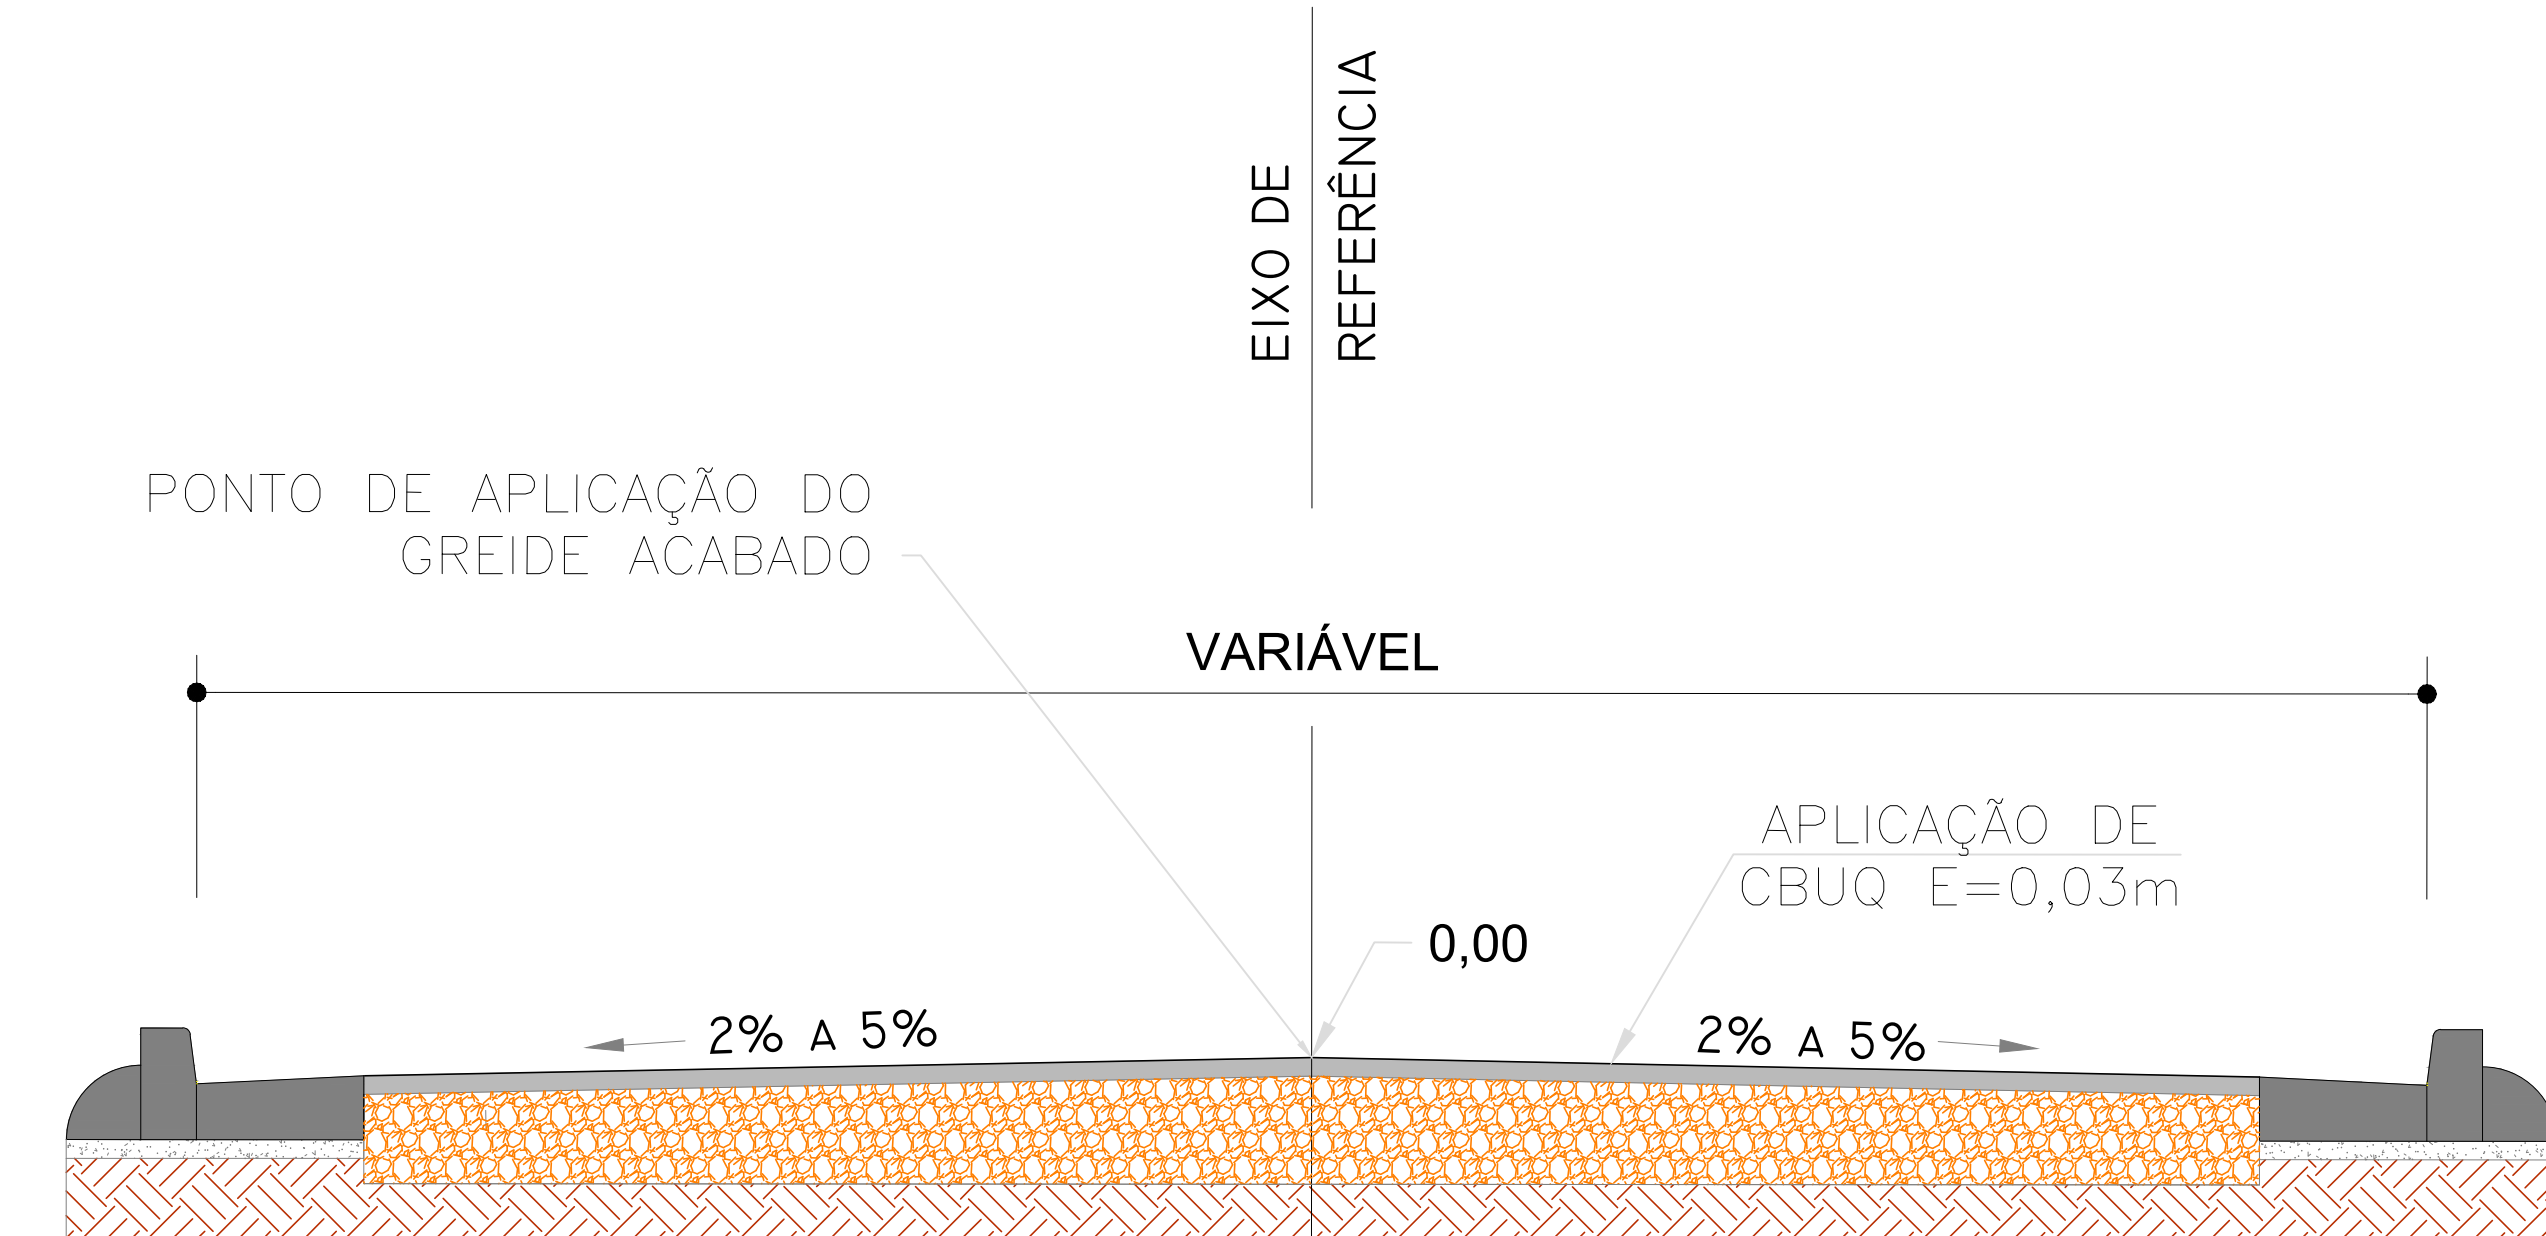 EIXO DE
REFERÊNCIA
PONTO DE APLICAÇÃO DO
GREIDE ACABADO
VARIÁVEL
APLICAÇÃO DE
CBUQ E=0,03m
0,00
2% A 5%
2% A 5%